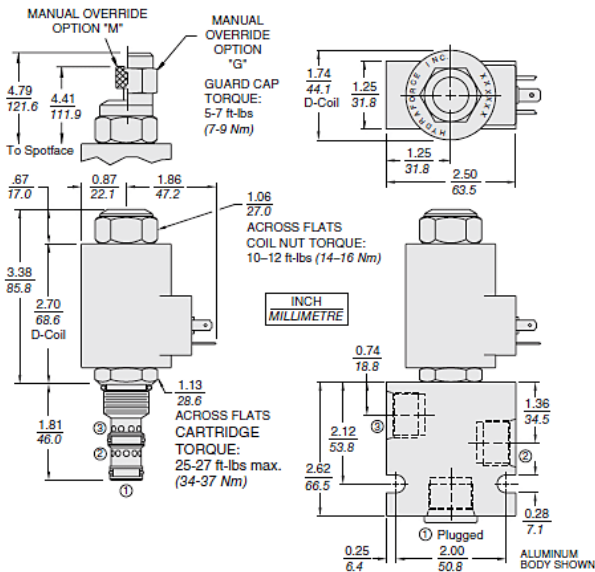 MANUAL OVERRIDE
OPTION "M"
MANUAL
OVERRIDE
OPTION
"G"
GUARD CAP
TORQUE:
5-7 ft-lbs
(7-9 Nm)
4.79
121.6
4.41
111.9
To Spotface
1.74
44.1
D-Coil
1.25
31.8
HYDRAFORCE INC. XXXXXX
1.25
31.8
2.50
63.5
.67
17.0
0.87
22.1
1.86
47.2
1.06
27.0
ACROSS FLATS
COIL NUT TORQUE:
10–12 ft-lbs (14–16 Nm)
3.38
85.8
2.70
68.6
D-Coil
INCH
MILLIMETRE
1.13
28.6
ACROSS FLATS
CARTRIDGE
TORQUE:
25-27 ft-lbs max.
(34-37 Nm)
1.81
46.0
③
②
①
0.74
18.8
③
2.12
53.8
2.62
66.5
1.36
34.5
②
① Plugged
0.28
7.1
0.25
6.4
2.00
50.8
ALUMINUM
BODY SHOWN